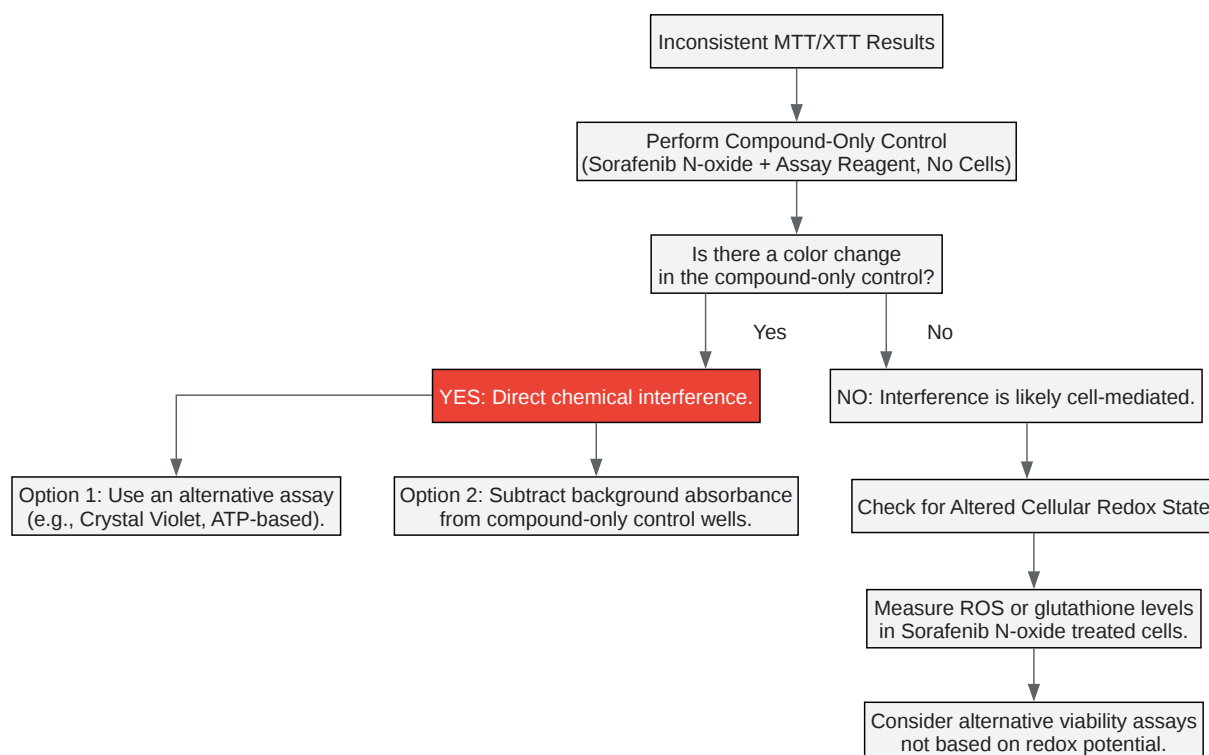 Inconsistent MTT/XTT Results
Perform Compound-Only Control
(Sorafenib N-oxide + Assay Reagent, No Cells)
Is there a color change
in the compound-only control?
Yes
No
YES: Direct chemical interference.
NO: Interference is likely cell-mediated.
Option 1: Use an alternative assay
(e.g., Crystal Violet, ATP-based).
Option 2: Subtract background absorbance
from compound-only control wells.
Check for Altered Cellular Redox State
Measure ROS or glutathione levels
in Sorafenib N-oxide treated cells.
Consider alternative viability assays
not based on redox potential.